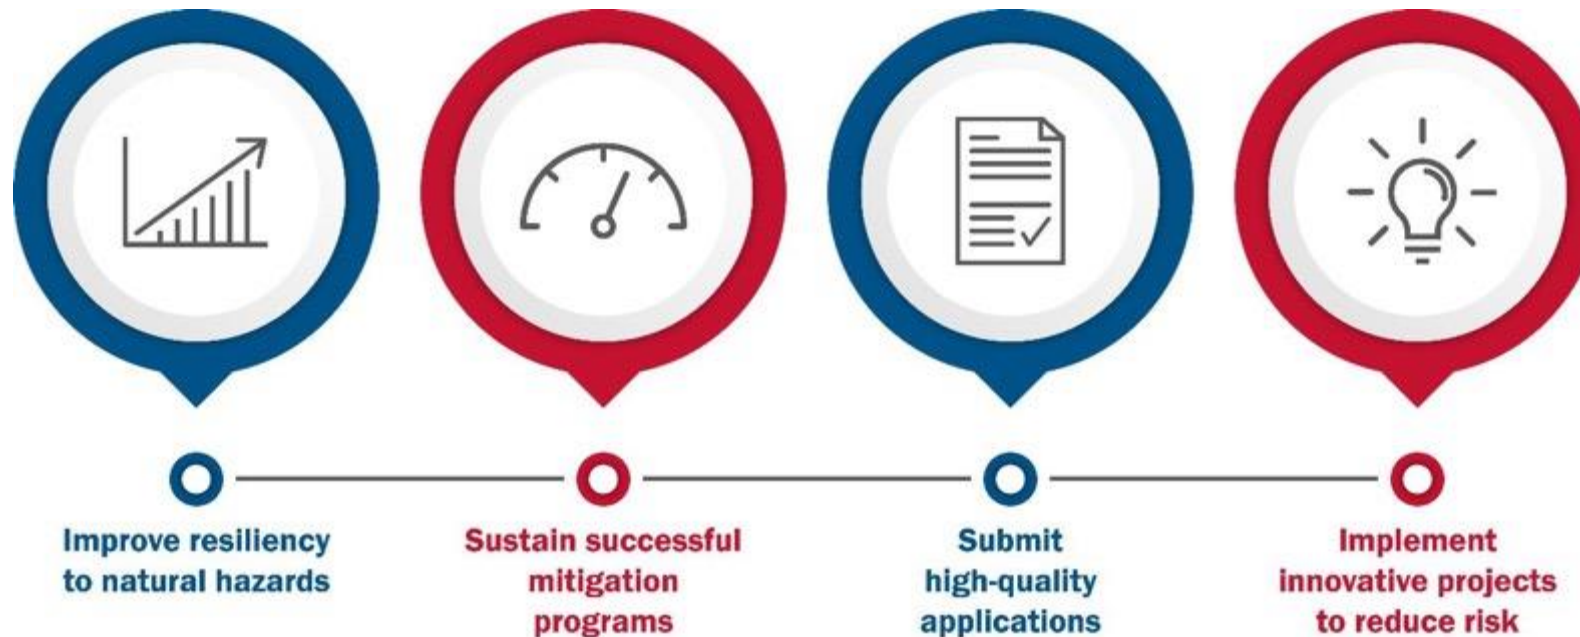 Improve resiliency
to natural hazards
Sustain successful
mitigation
programs
Submit
high-quality
applications
Implement
innovative projects
to reduce risk